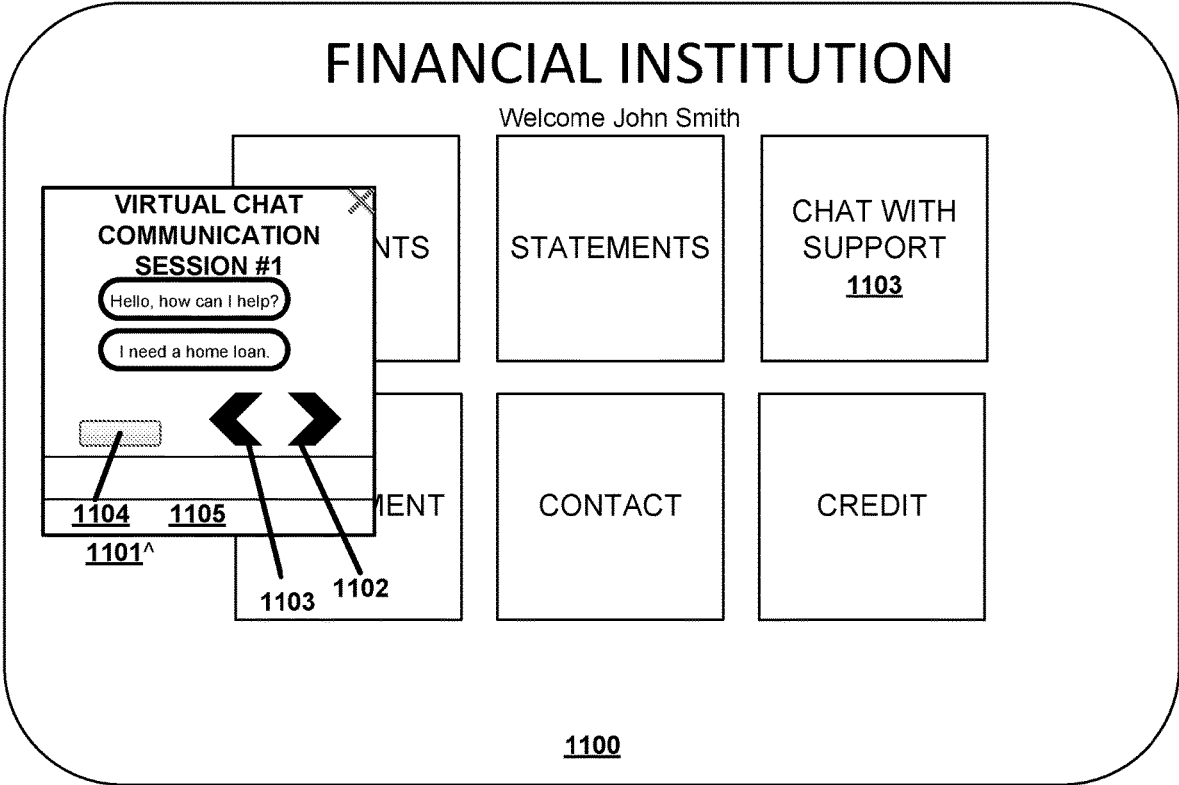 FINANCIAL INSTITUTION
Welcome John Smith
VIRTUAL CHAT
COMMUNICATION
SESSION #1
Hello, how can I help?
I need a home loan.
1104 1105
1101^
1103
1102
NTS
STATEMENTS
CHAT WITH
SUPPORT
1103
MENT
CONTACT
CREDIT
1100